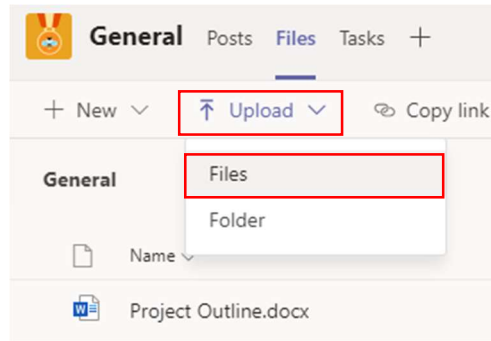 General Posts Files Tasks
New Upload Copy link
Files
General
Folder
Name
Project Outline.docx